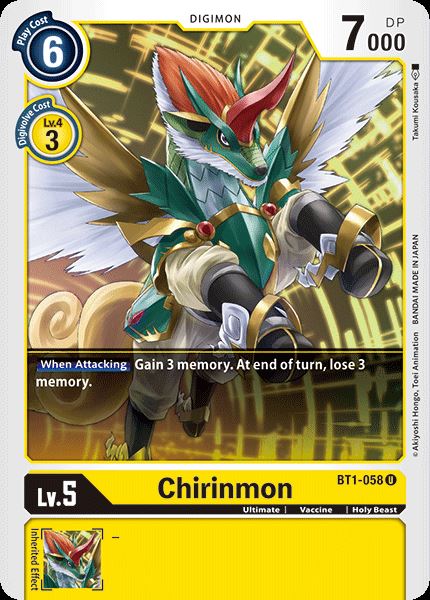 Play Cost
6
DIGIMON
DP
7000
Digivolve Cost
Lv.4
3
Takumi Kousaka
When Attacking Gain 3 memory. At end of turn, lose 3
memory.
© Akiyoshi Hongo, Toei Animation BANDAI MADE IN JAPAN
BT1-058 U
Lv.5
Chirinmon
Ultimate | Vaccine | Holy Beast
Inherited Effect
–